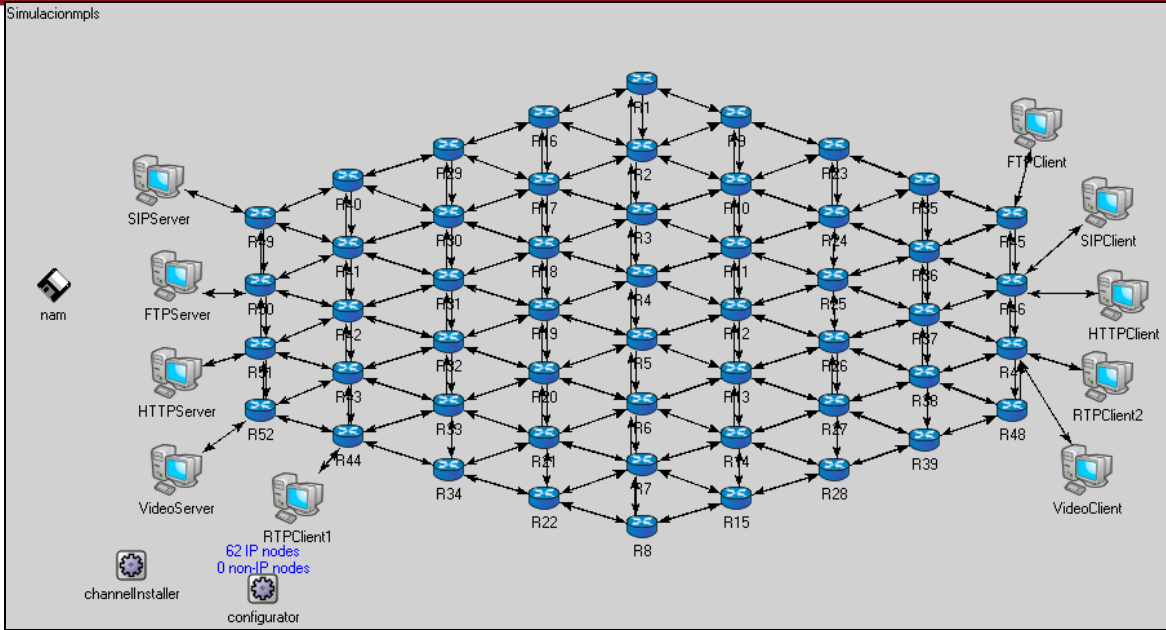 Simulacionmpls
R1
R16
R9
R29
FTPClient
R2
R23
R40
R17
R10
R35
SIPServer
R49
R30
R3
R24
R45
SIPClient
R41
R18
R11
R36
R50
R31
R4
R25
R46
nam
FTPServer
R42
R19
R12
R37
HTTPClient
R51
R32
R5
R26
R43
R20
R13
R38
HTTPServer
RTPClient2
R52
R33
R6
R27
R48
R44
R21
R14
R39
R34
R7
R28
VideoServer
VideoClient
R22
R15
RTPClient1
R8
62 IP nodes
0 non-IP nodes
channelInstaller
configurator